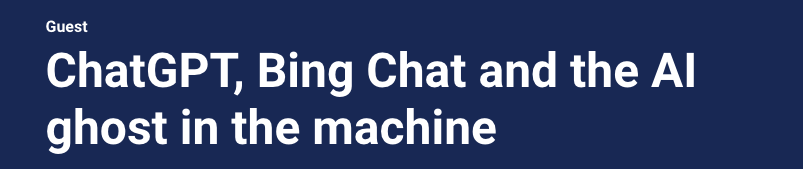 Guest
ChatGPT, Bing Chat and the AI
ghost in the machine